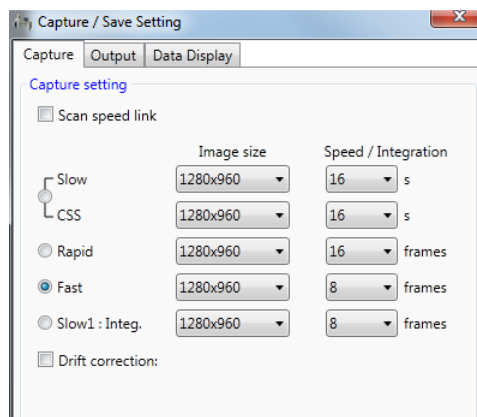 Capture / Save Setting
Capture Output Data Display
Capture setting
Scan speed link
Image size Speed / Integration
Slow 1280x960 16 s
CSS 1280x960 16 s
Rapid 1280x960 16 frames
Fast 1280x960 8 frames
Slow1 : Integ. 1280x960 8 frames
Drift correction: